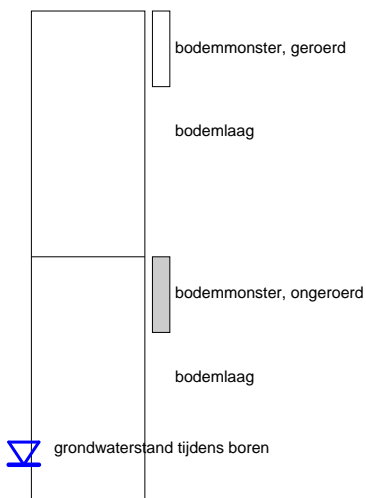 bodemmonster, geroerd
bodemlaag
bodemmonster, ongeroerd
bodemlaag
grondwaterstand tijdens boren